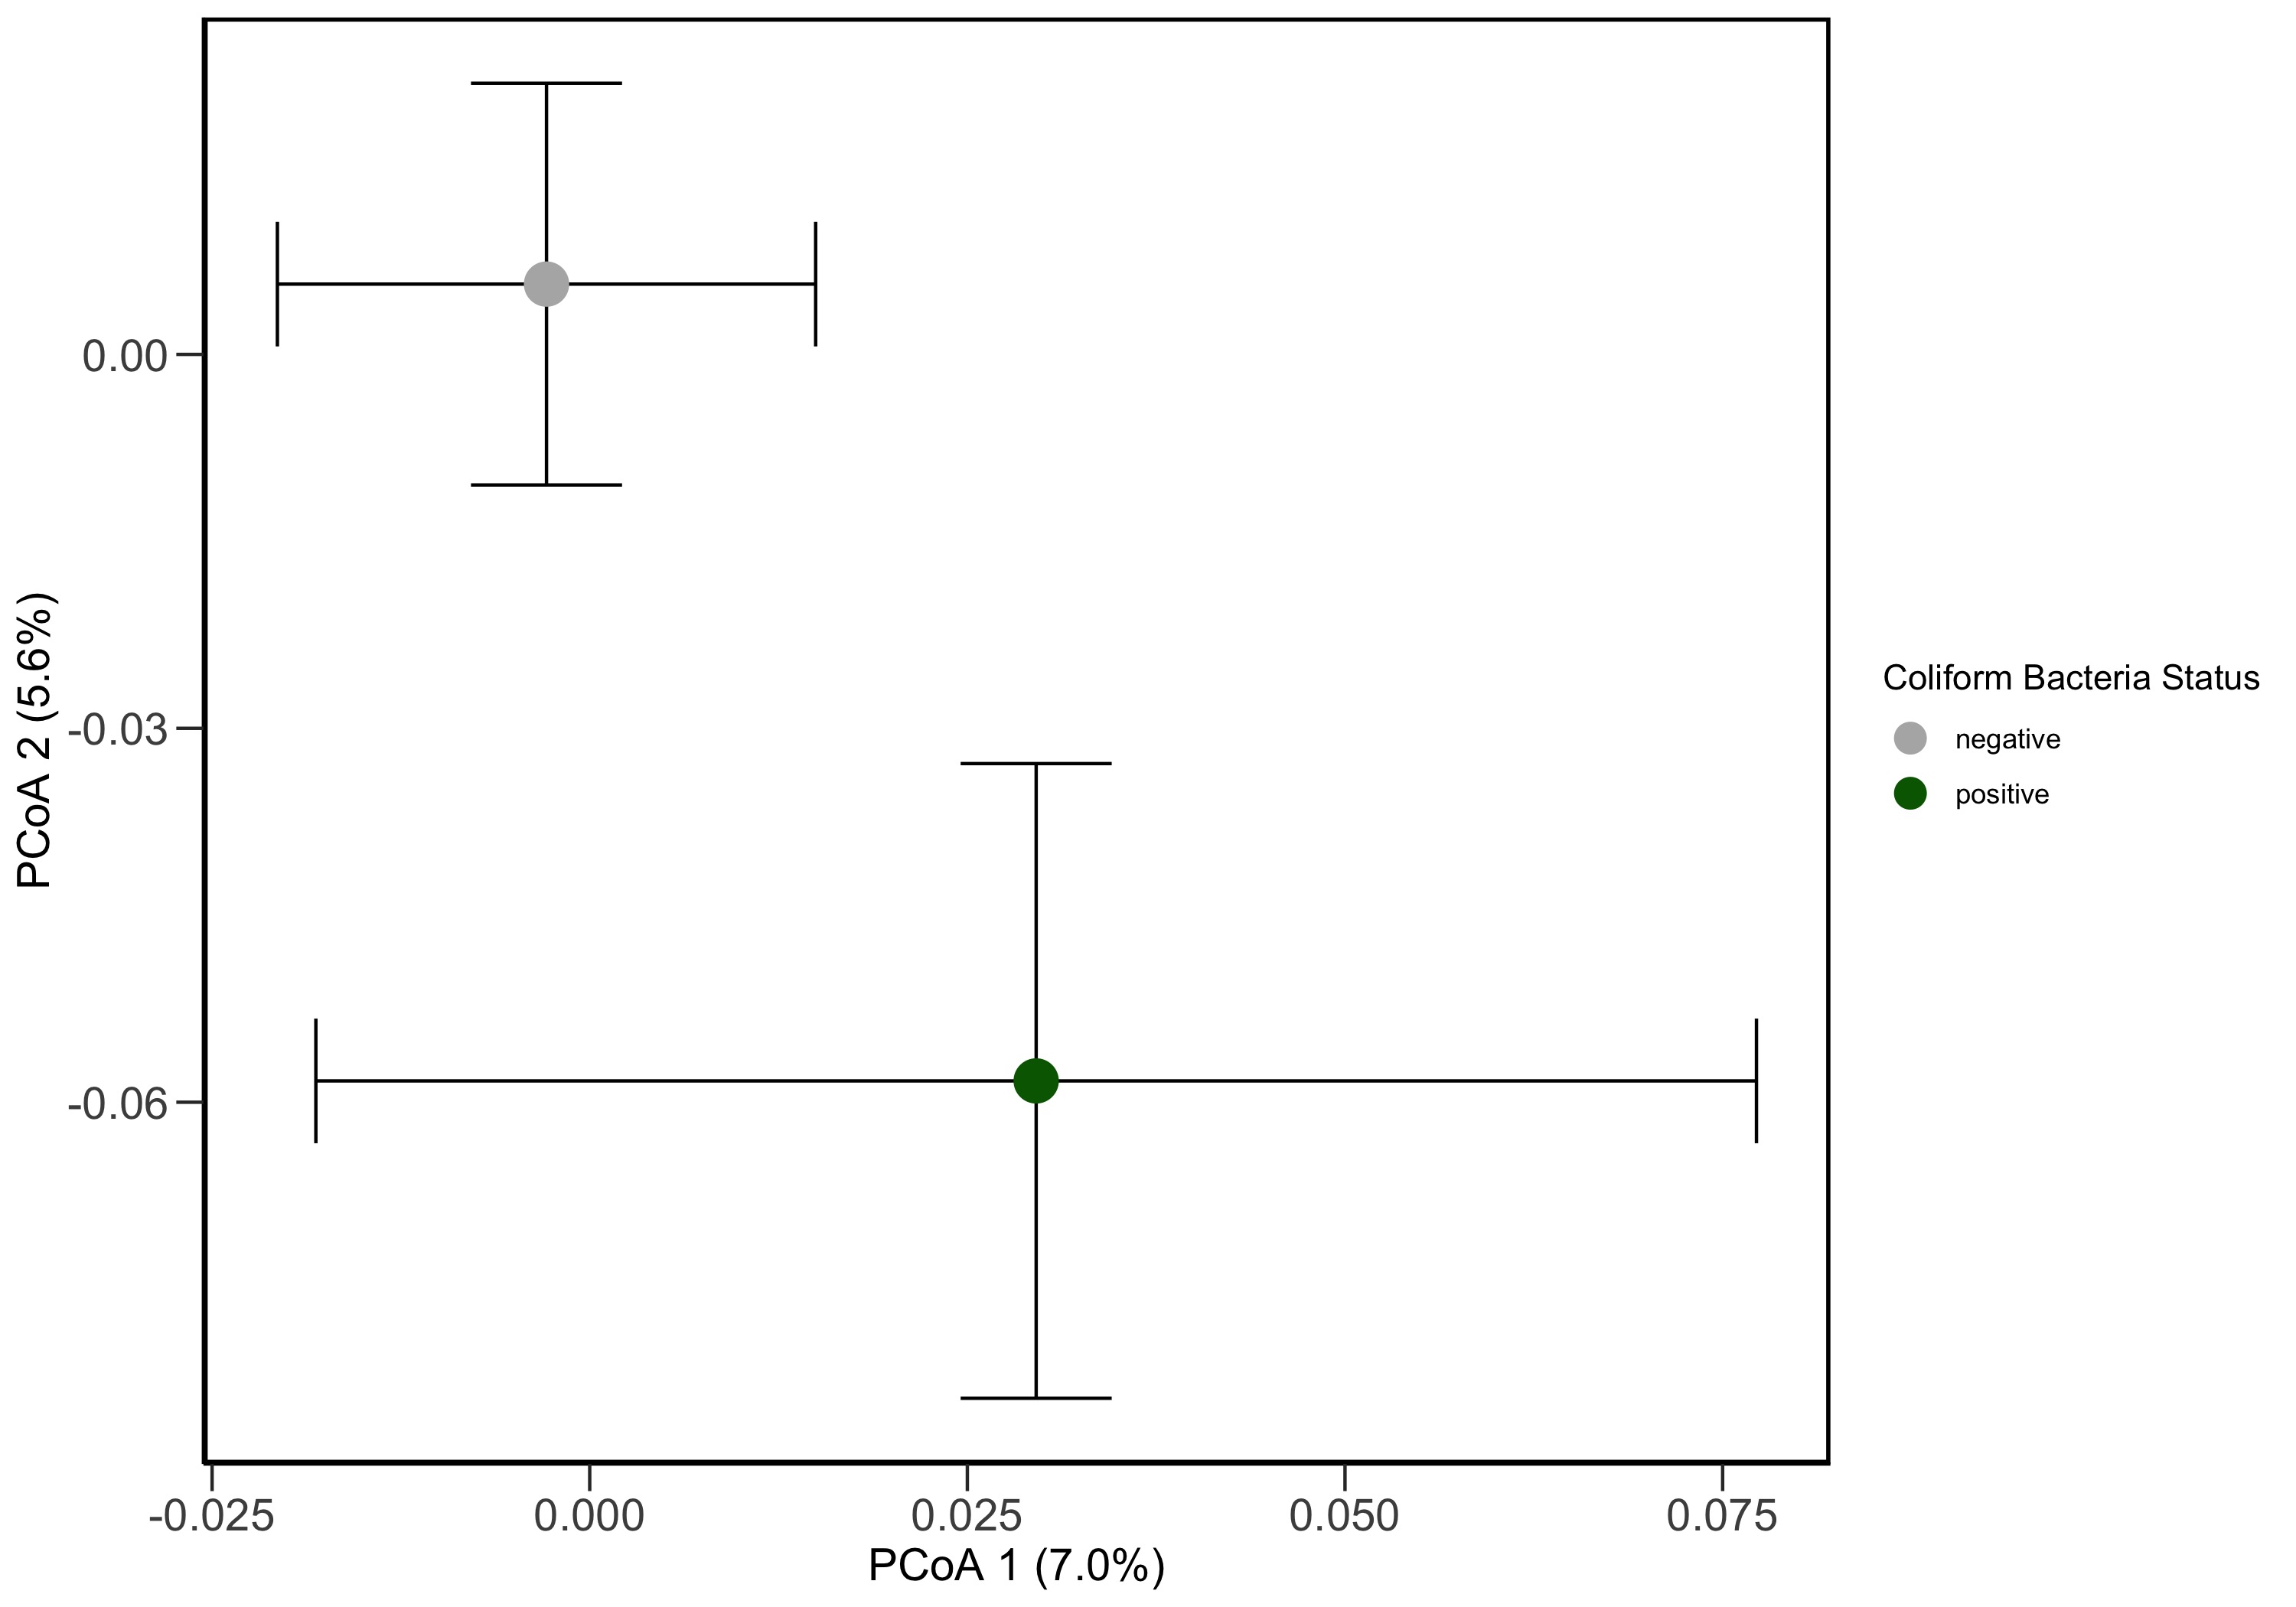 0.00
-0.03
-0.06
PCoA 2 (5.6%)
-0.025 0.000 0.025 0.050 0.075
PCoA 1 (7.0%)
Coliform Bacteria Status
negative
positive